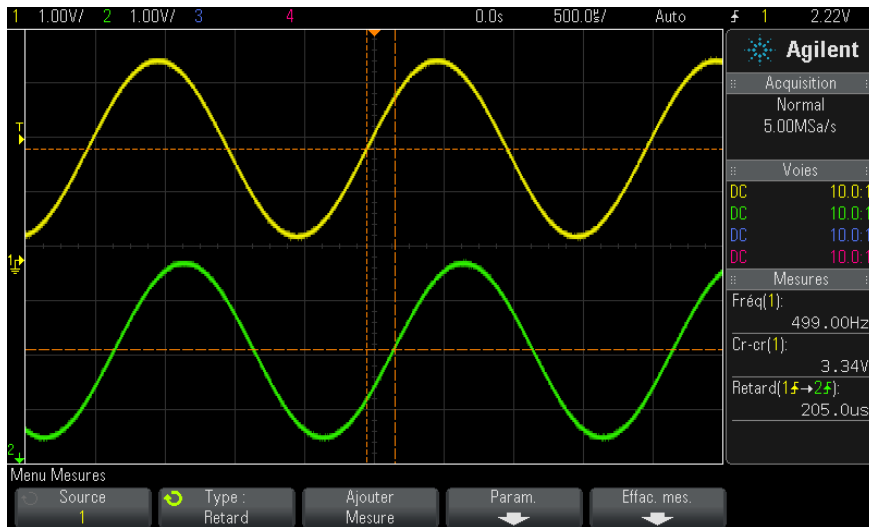 1 1.00V/ 2 1.00V/ 3 4 0.0s 500.0µ/ Auto 1 2.22V
Agilent
Acquisition
Normal
5.00MSa/s
Voies
DC 10.0:1
DC 10.0:1
DC 10.0:1
DC 10.0:1
Mesures
Fréq(1):
499.00Hz
Cr-cr(1):
3.34V
Retard(1→2):
205.0us
T
1
2
Menu Mesures
Source
1
Type :
Retard
Ajouter
Mesure
Param.
Effac. mes.